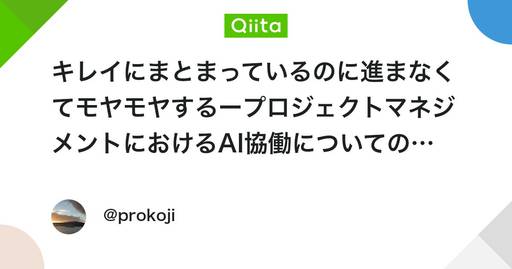 Qiita
キレイにまとまっているのに進まなく
てモヤモヤするープロジェクトマネジ
メントにおけるAI協働についての…
@prokoji